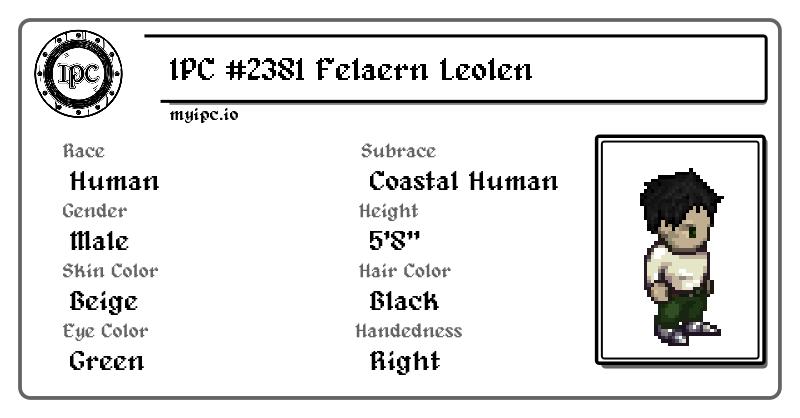 IPC
IPC #2381 Felaern Leolen
myipc.io
Race
Human
Subrace
Coastal Human
Gender
Male
Height
5'8"
Skin Color
Beige
Hair Color
Black
Eye Color
Green
Handedness
Right